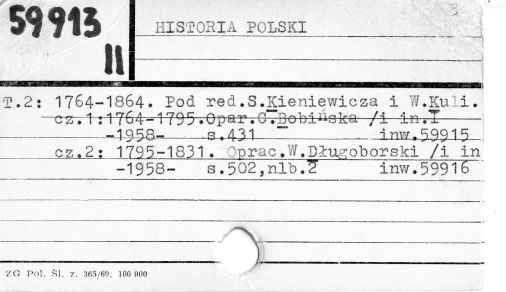 59913
II
HISTORIA POLSKI
T.2: 1764-1864. Pod red.S.Kieniewicza i W.Kuli.
cz.1:1764-1795.Opar.C.Bobińska /i in.I
-1958- s.431 inw.59915
cz.2: 1795-1831. Oprac.W.Długoborski /i in
-1958- s.502,nlb.2 inw.59916
ZG Pol. Śl. z. 365/69. 100 000